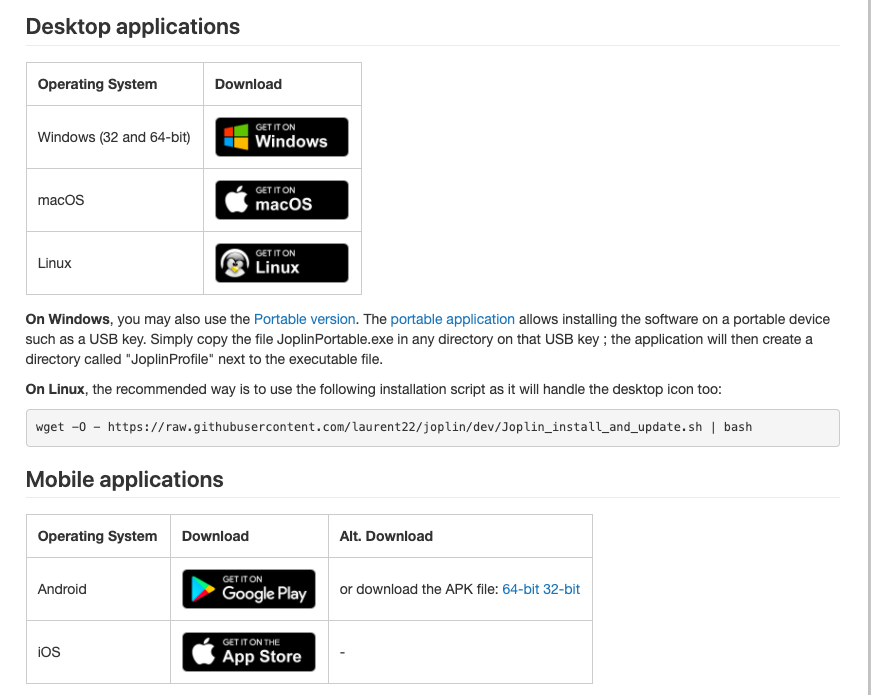 Desktop applications
Operating System Download
Windows (32 and 64-bit) GET IT ON
Windows
macOS GET IT ON
macOS
Linux GET IT ON
Linux
On Windows, you may also use the Portable version. The portable application allows installing the software on a portable device
such as a USB key. Simply copy the file JoplinPortable.exe in any directory on that USB key ; the application will then create a
directory called "JoplinProfile" next to the executable file.
On Linux, the recommended way is to use the following installation script as it will handle the desktop icon too:
wget -O - https://raw.githubusercontent.com/laurent22/joplin/dev/Joplin_install_and_update.sh | bash
Mobile applications
Operating System Download Alt. Download
Android GET IT ON
Google Play or download the APK file: 64-bit 32-bit
iOS GET IT ON THE
App Store -